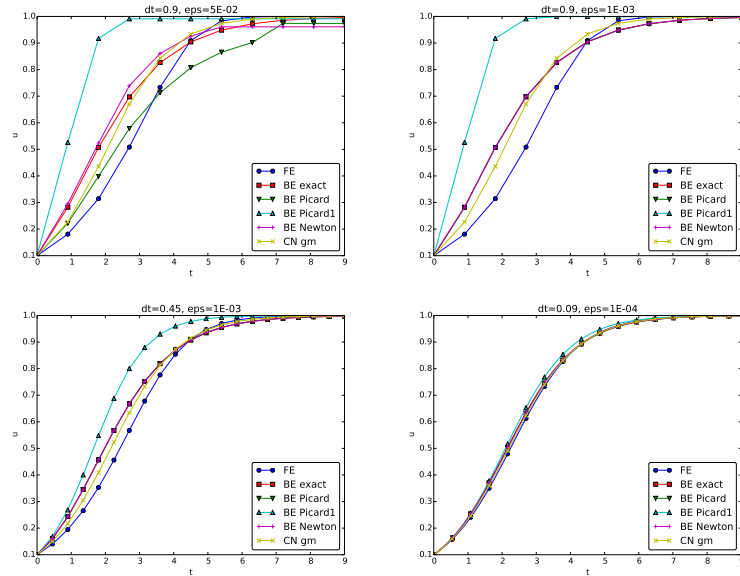 dt=0.9, eps=5E-02
1.0
0.9
0.8
0.7
0.6
0.5
0.4
0.3
0.2
0.1
u
0 1 2 3 4 5 6 7 8 9
t
FE
BE exact
BE Picard
BE Picard1
BE Newton
CN gm
dt=0.9, eps=1E-03
1.0
0.9
0.8
0.7
0.6
0.5
0.4
0.3
0.2
0.1
u
0 1 2 3 4 5 6 7 8 9
t
FE
BE exact
BE Picard
BE Picard1
BE Newton
CN gm
dt=0.45, eps=1E-03
1.0
0.9
0.8
0.7
0.6
0.5
0.4
0.3
0.2
0.1
u
0 1 2 3 4 5 6 7 8 9
t
FE
BE exact
BE Picard
BE Picard1
BE Newton
CN gm
dt=0.09, eps=1E-04
1.0
0.9
0.8
0.7
0.6
0.5
0.4
0.3
0.2
0.1
u
0 1 2 3 4 5 6 7 8
t
FE
BE exact
BE Picard
BE Picard1
BE Newton
CN gm